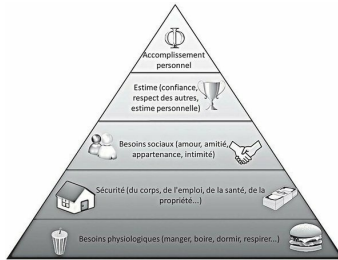 Accomplissement
personnel
Estime (confiance,
respect des autres,
estime personnelle)
Besoins sociaux (amour, amitié,
appartenance, intimité)
Sécurité (du corps, de l'emploi, de la santé, de la
propriété...)
Besoins physiologiques (manger, boire, dormir, respirer...)